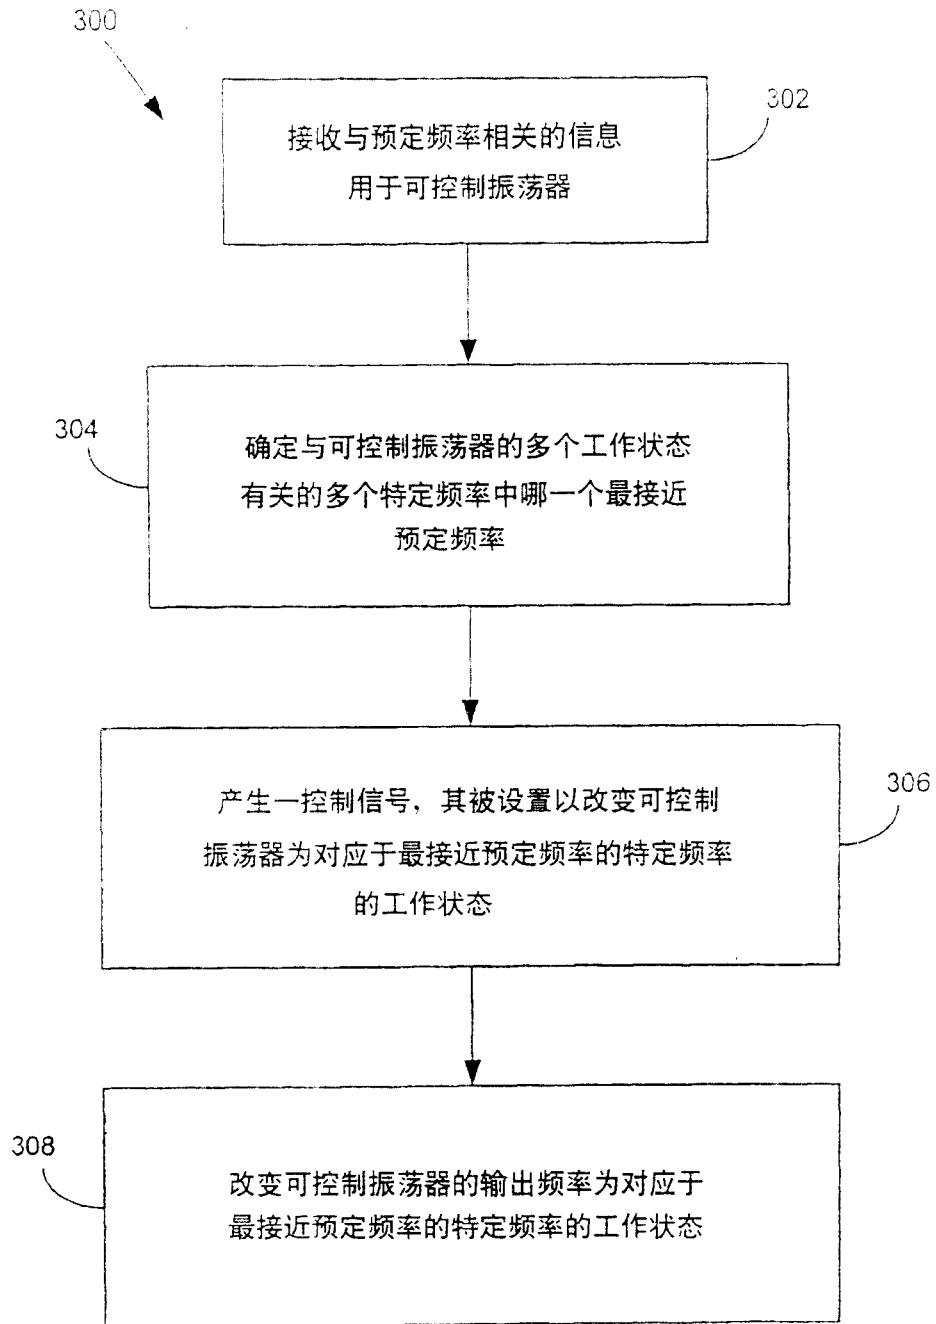 300
302
接收与预定频率相关的信息
用于可控制振荡器
304
确定与可控制振荡器的多个工作状态
有关的多个特定频率中哪一个最接近
预定频率
306
产生一控制信号，其被设置以改变可控制
振荡器为对应于最接近预定频率的特定频率
的工作状态
308
改变可控制振荡器的输出频率为对应于
最接近预定频率的特定频率的工作状态